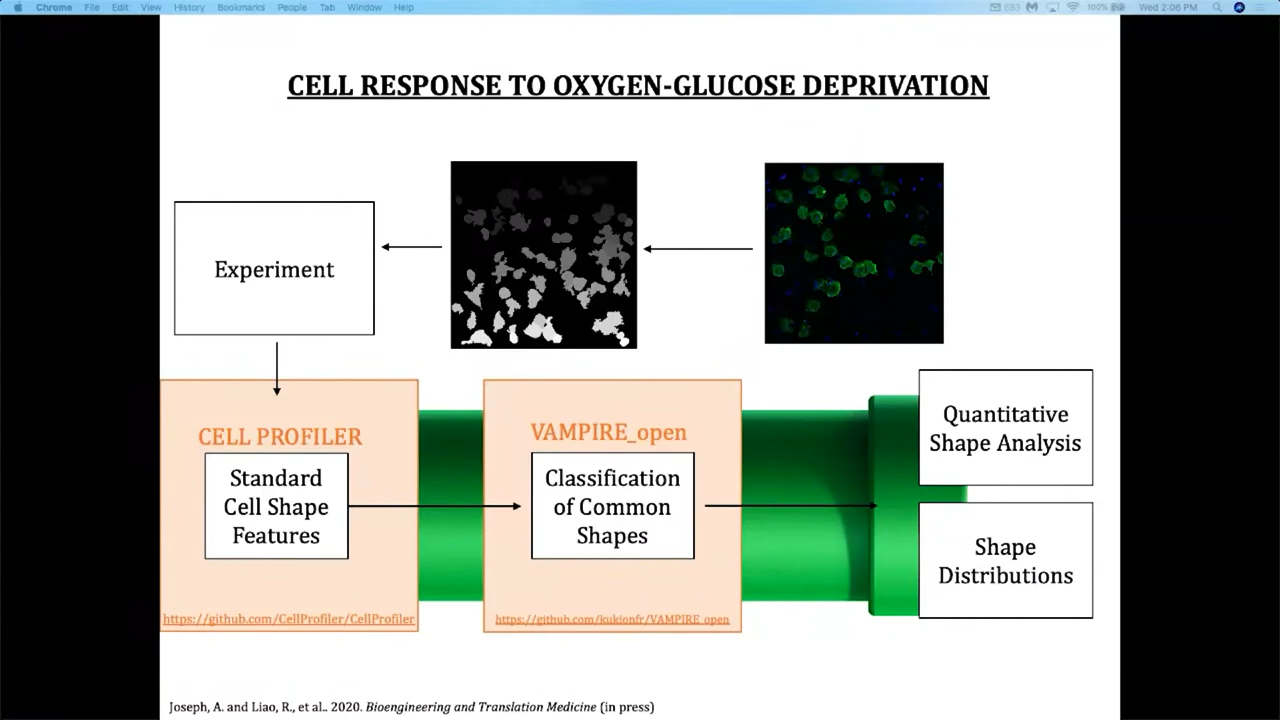 Chrome File Edit View History Bookmarks People Tab Window Help
683 100% Wed 2:06 PM
CELL RESPONSE TO OXYGEN-GLUCOSE DEPRIVATION
Experiment
CELL PROFILER
Standard
Cell Shape
Features
https://github.com/CellProfiler/CellProfiler
VAMPIRE_open
Classification
of Common
Shapes
https://github.com/kukionfr/VAMPIRE_open
Quantitative
Shape Analysis
Shape
Distributions
Joseph, A. and Liao, R., et al.. 2020. Bioengineering and Translation Medicine (in press)